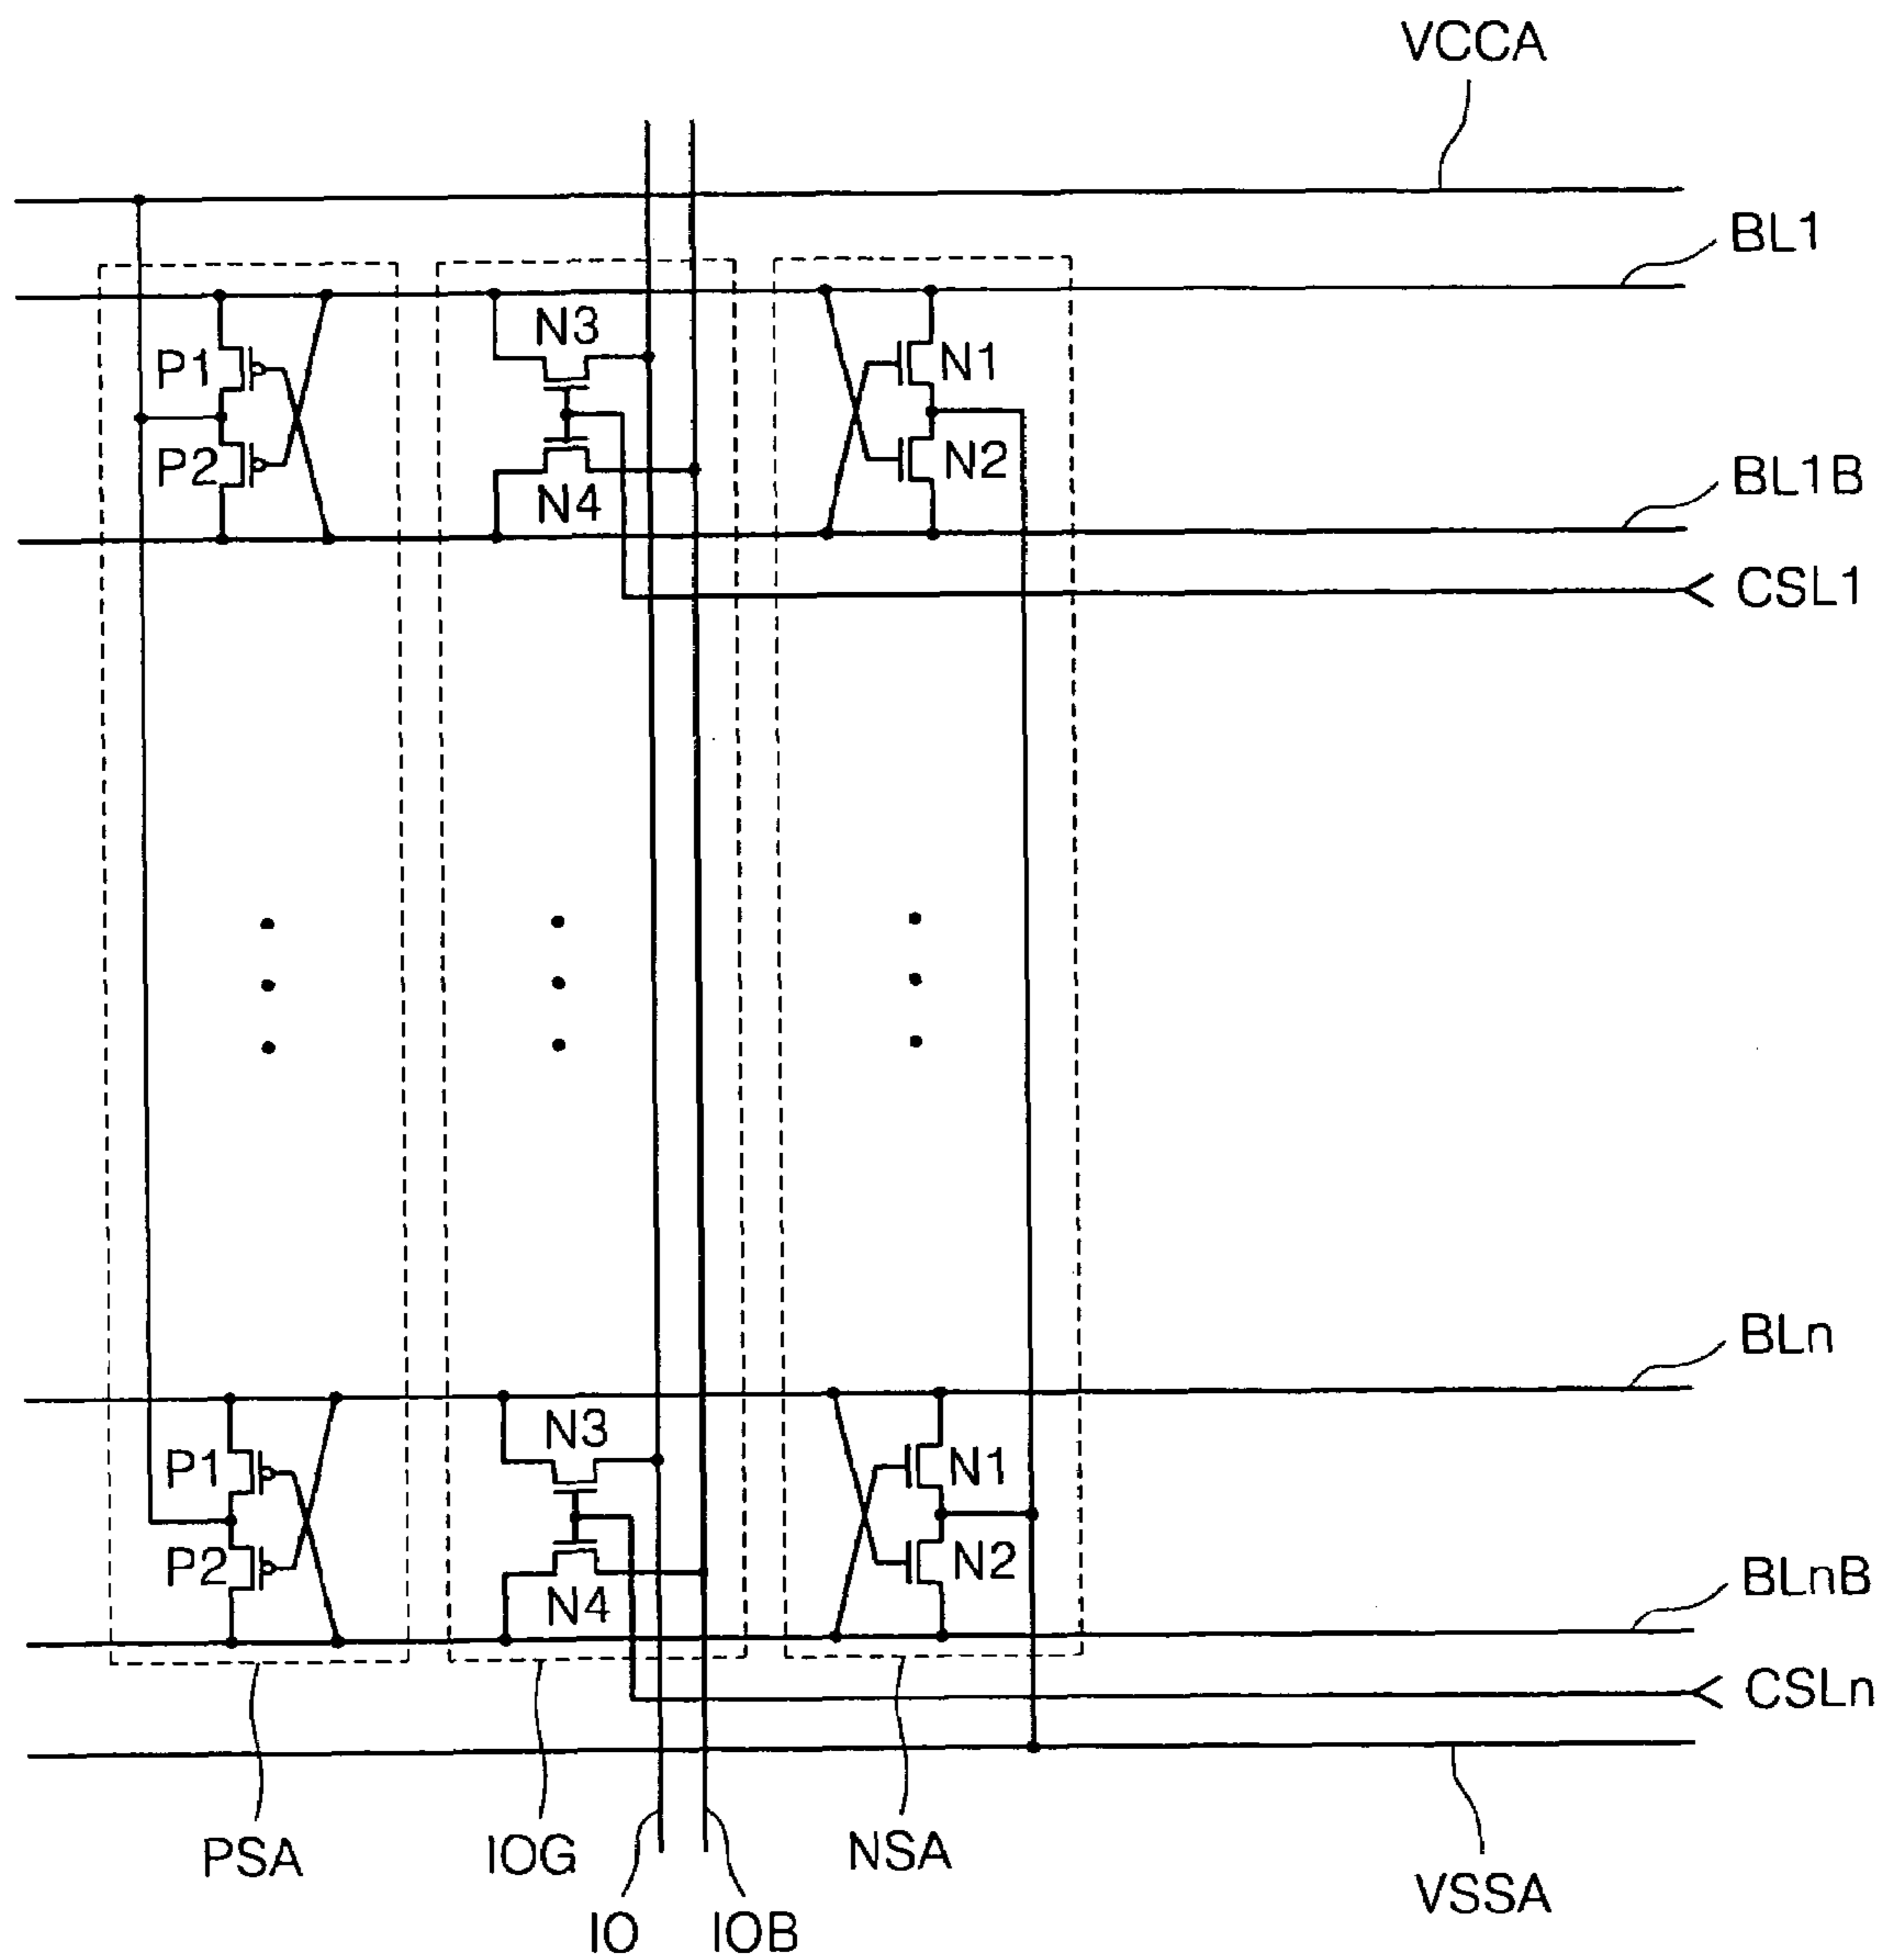 VCCA
BL1
N3
P1
N1
P2
N2
BL1B
N4
CSL1
BLn
N3
P1
N1
P2
N2
BLnB
N4
CSLn
PSA
IOG
NSA
VSSA
IO
IOB